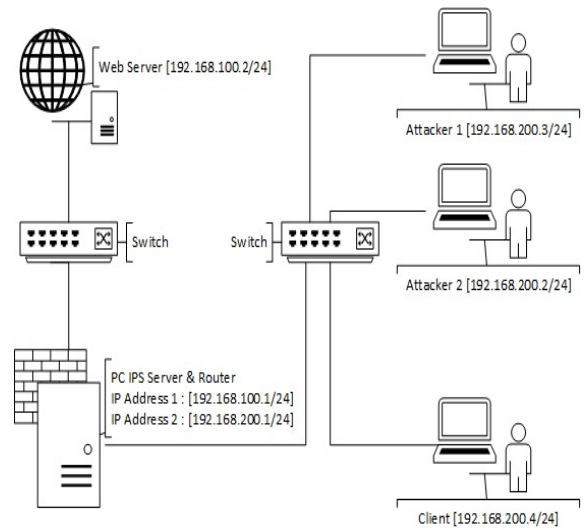 Web Server [192.168.100.2/24]
Attacker 1 [192.168.200.3/24]
Switch
Switch
Attacker 2 [192.168.200.2/24]
PC IPS Server & Router
IP Address 1 : [192.168.100.1/24]
IP Address 2 : [192.168.200.1/24]
Client [192.168.200.4/24]